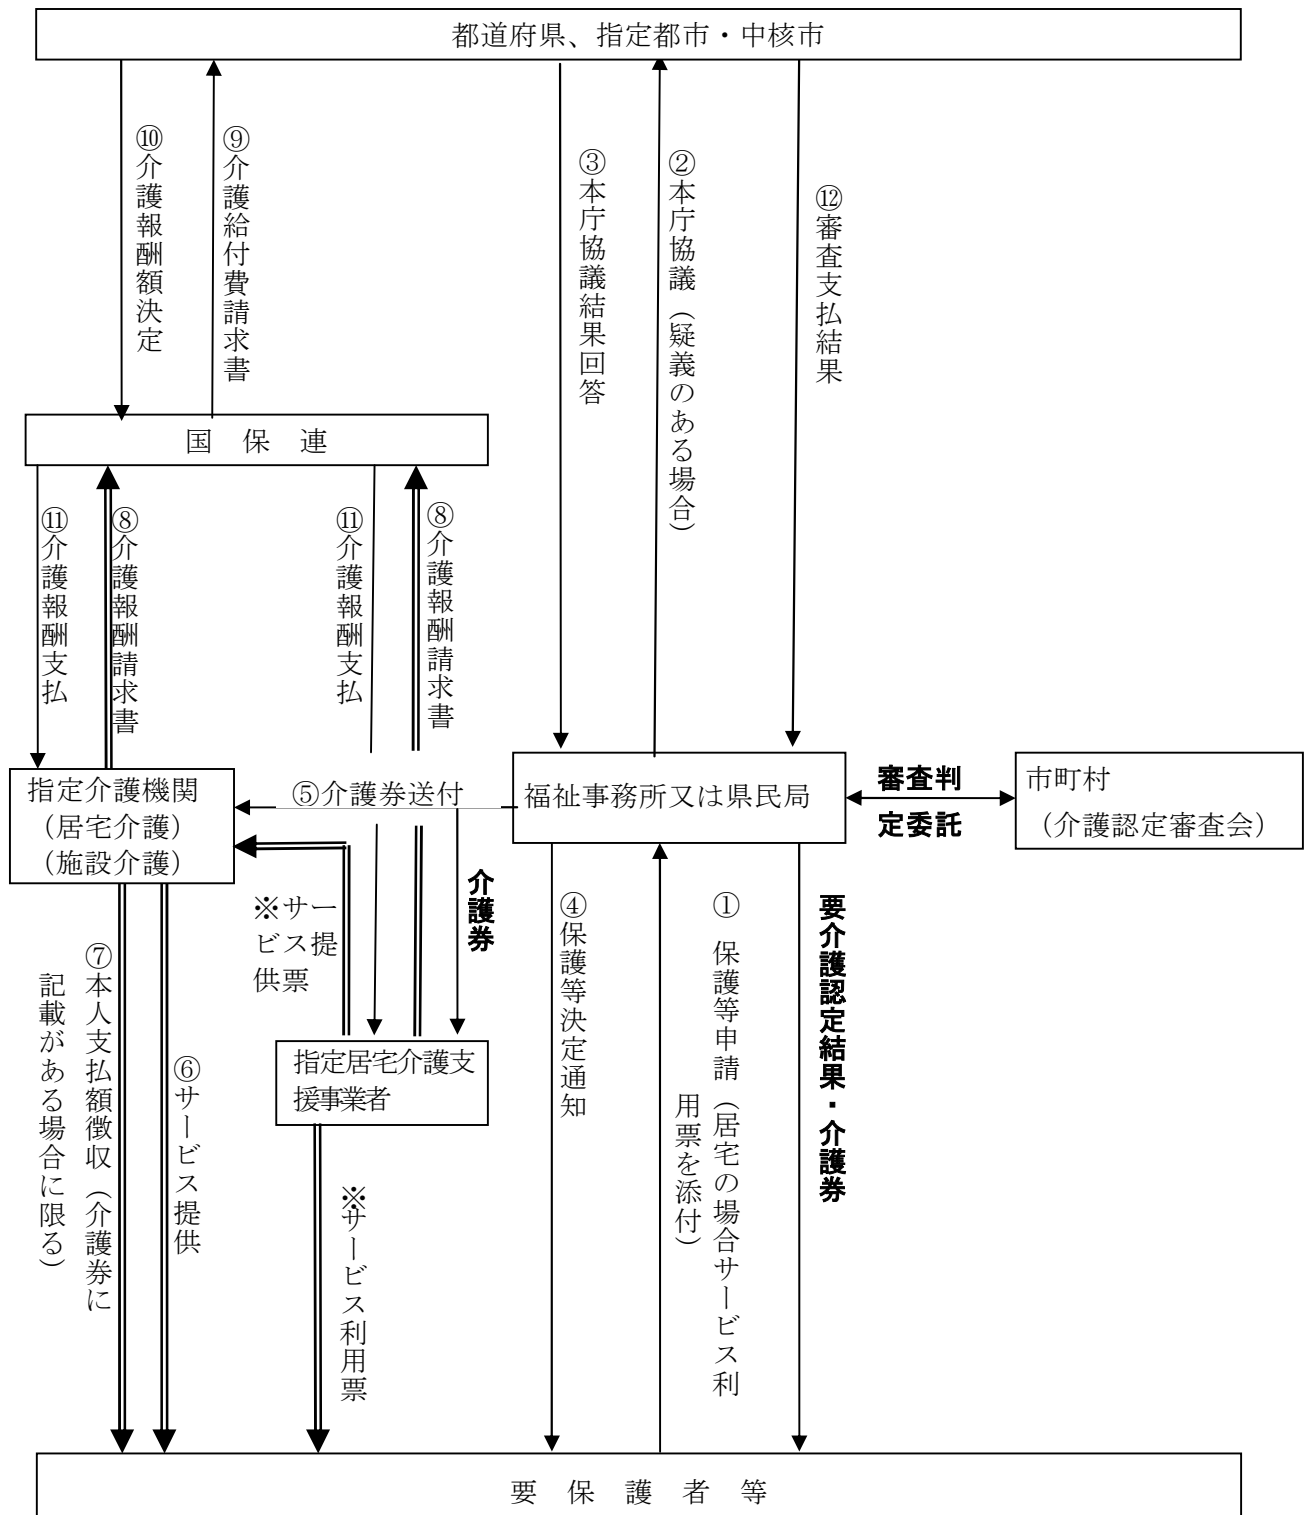 都道府県、指定都市・中核市
⑩介護報酬額決定
⑨介護給付費請求書
③本庁協議結果回答
②本庁協議（疑義のある場合）
⑫審査支払結果
国　保　連
⑪介護報酬支払
⑧介護報酬請求書
⑪介護報酬支払
⑧介護報酬請求書
指定介護機関
（居宅介護）
（施設介護）
⑤介護券送付
福祉事務所又は県民局
審査判
定委託
市町村
（介護認定審査会）
※サー
ビス提
供票
介護券
④保護等決定通知
①　保護等申請（居宅の場合サービス利
用票を添付）
要介護認定結果・介護券
⑦本人支払額徴収（介護券に
記載がある場合に限る）
⑥サービス提供
指定居宅介護支
援事業者
※サービス利用票
要　保　護　者　等